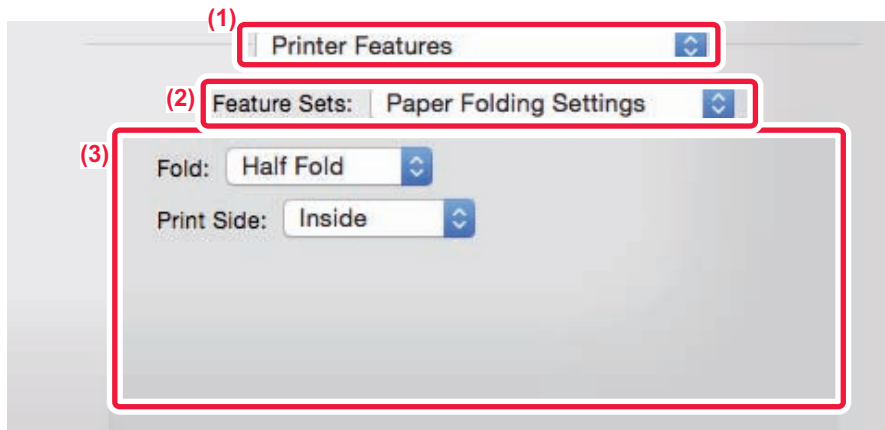 (1)
Printer Features
(2) Feature Sets: Paper Folding Settings
(3)
Fold: Half Fold
Print Side: Inside